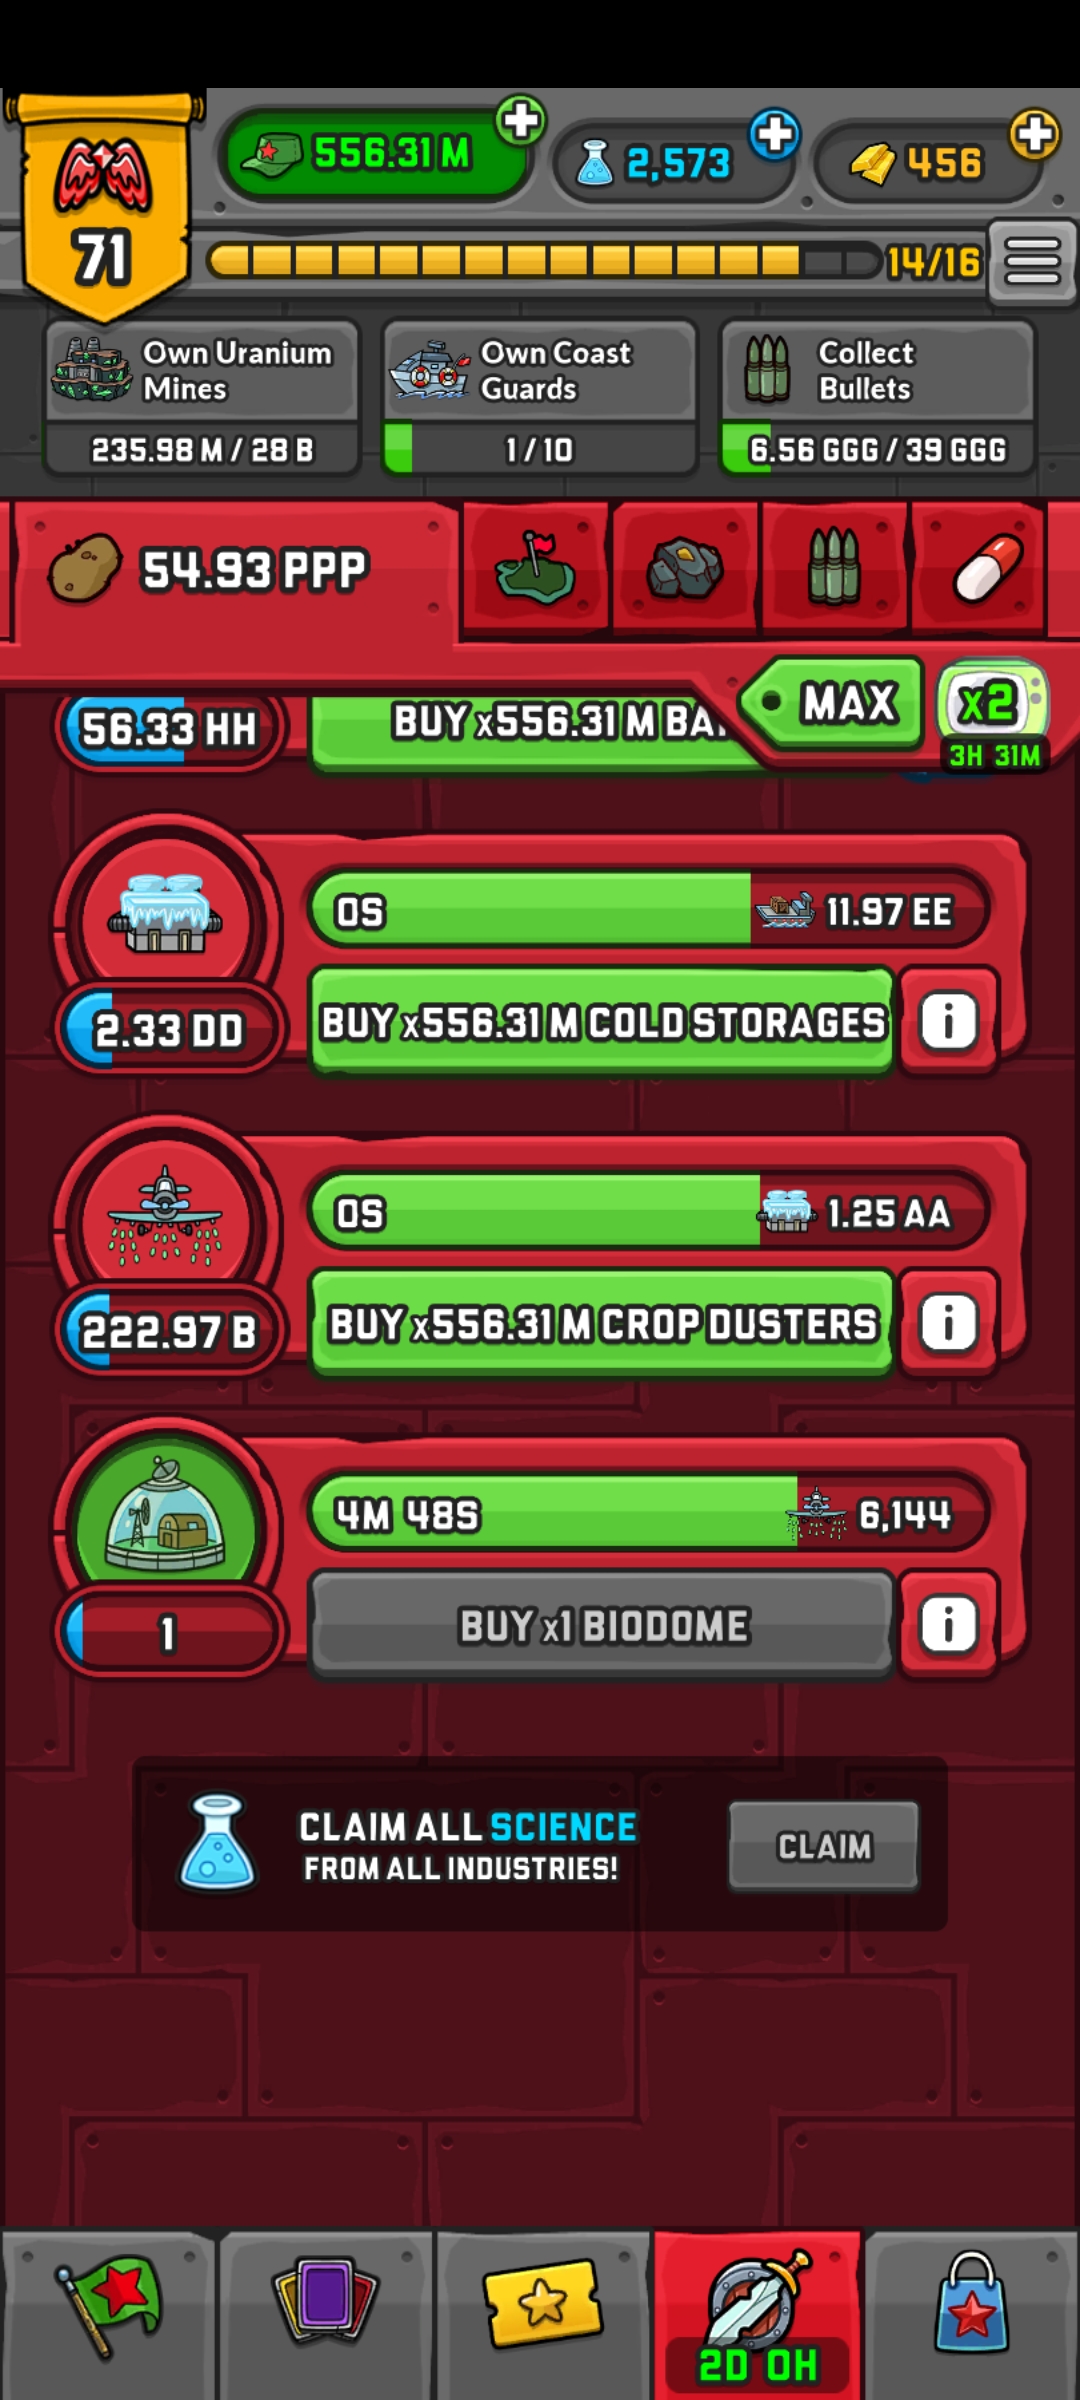 71
556.31 M
2,573
456
14/16
Own Uranium
Mines
235.98 M / 28 B
Own Coast
Guards
1 / 10
Collect
Bullets
6.56 GGG / 39 GGG
54.93 PPP
MAX
x2
3H 31M
56.33 HH
BUY x556.31 M BA
0S
11.97 EE
2.33 DD
BUY x556.31 M COLD STORAGES
i
0S
1.25 AA
222.97 B
BUY x556.31 M CROP DUSTERS
i
4M 48S
6,144
1
BUY x1 BIODOME
i
CLAIM ALL SCIENCE
FROM ALL INDUSTRIES!
CLAIM
2D 0H